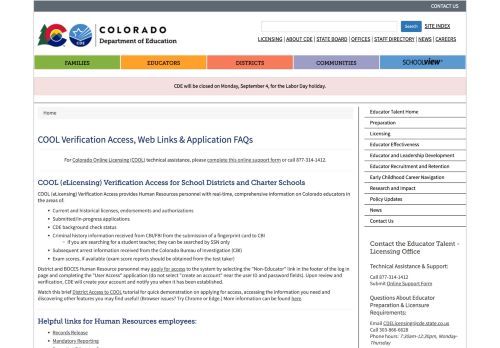 CONTACT US
COLORADO
Department of Education
CDE
Search
SITE INDEX
LICENSING | ABOUT CDE | STATE BOARD | OFFICES | STAFF DIRECTORY | NEWS | CAREERS
FAMILIES
EDUCATORS
DISTRICTS
COMMUNITIES
SCHOOLVIEW
CDE will be closed on Monday, September 4, for the Labor Day holiday.
Home
COOL Verification Access, Web Links & Application FAQs
For Colorado Online Licensing (COOL) technical assistance, please complete this online support form or call 877-314-1412.
COOL (eLicensing) Verification Access for School Districts and Charter Schools
COOL (eLicensing) Verification Access provides Human Resources personnel with real-time, comprehensive information on Colorado educators in
the areas of:
Current and historical licenses, endorsements and authorizations
Submitted/in-progress applications
CDE background check status
Criminal history information received from CBI/FBI from the submission of a fingerprint card to CBI
If you are searching for a student teacher, they can be searched by SSN only
Subsequent arrest information received from the Colorado Bureau of Investigation (CBI)
Exam scores, if available (exam score reports should be obtained from the test taker)
District and BOCES Human Resource personnel may apply for access to the system by selecting the "Non-Educator" link in the footer of the log in
page and completing the "User Access" application (do not select "create an account" near the user ID and password fields). Upon review and
verification, CDE will create your account and notify you when it has been established.
Watch this brief District Access to COOL tutorial for quick demonstration on applying for access, accessing the information you need and
discovering other features you may find useful! (Browser issues? Try Chrome or Edge.) More information can be found here.
Helpful links for Human Resources employees:
Records Release
Mandatory Reporting
Educator Talent Home
Preparation
Licensing
Educator Effectiveness
Educator and Leadership Development
Educator Recruitment and Retention
Early Childhood Career Navigation
Research and Impact
Policy Updates
News
Contact Us
Contact the Educator Talent -
Licensing Office
Technical Assistance & Support:
Call 877-314-1412
Submit Online Support Form
Questions About Educator
Preparation & Licensure
Requirements:
Email CDELicensing@cde.state.co.us
Call 303-866-6628
Phone hours: 7:35am-12:35pm, Monday-
Thursday